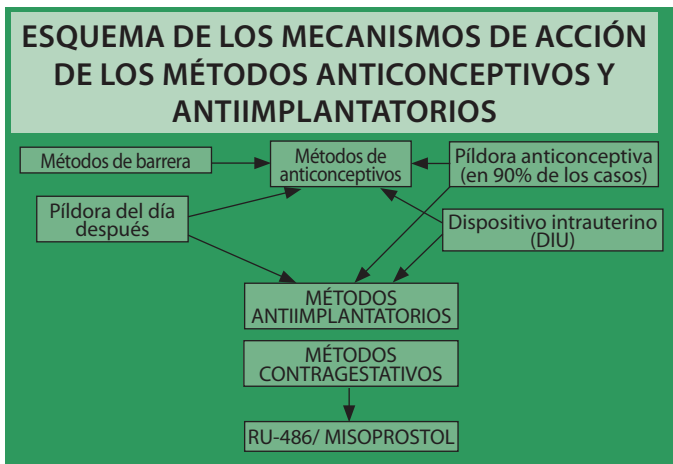 ESQUEMA DE LOS MECANISMOS DE ACCIÓN
DE LOS MÉTODOS ANTICONCEPTIVOS Y
ANTIIMPLANTATORIOS
Métodos de barrera
Métodos de
anticonceptivos
Píldora anticonceptiva
(en 90% de los casos)
Píldora del día
después
Dispositivo intrauterino
(DIU)
MÉTODOS
ANTIIMPLANTATORIOS
MÉTODOS
CONTRAGESTATIVOS
RU-486/ MISOPROSTOL